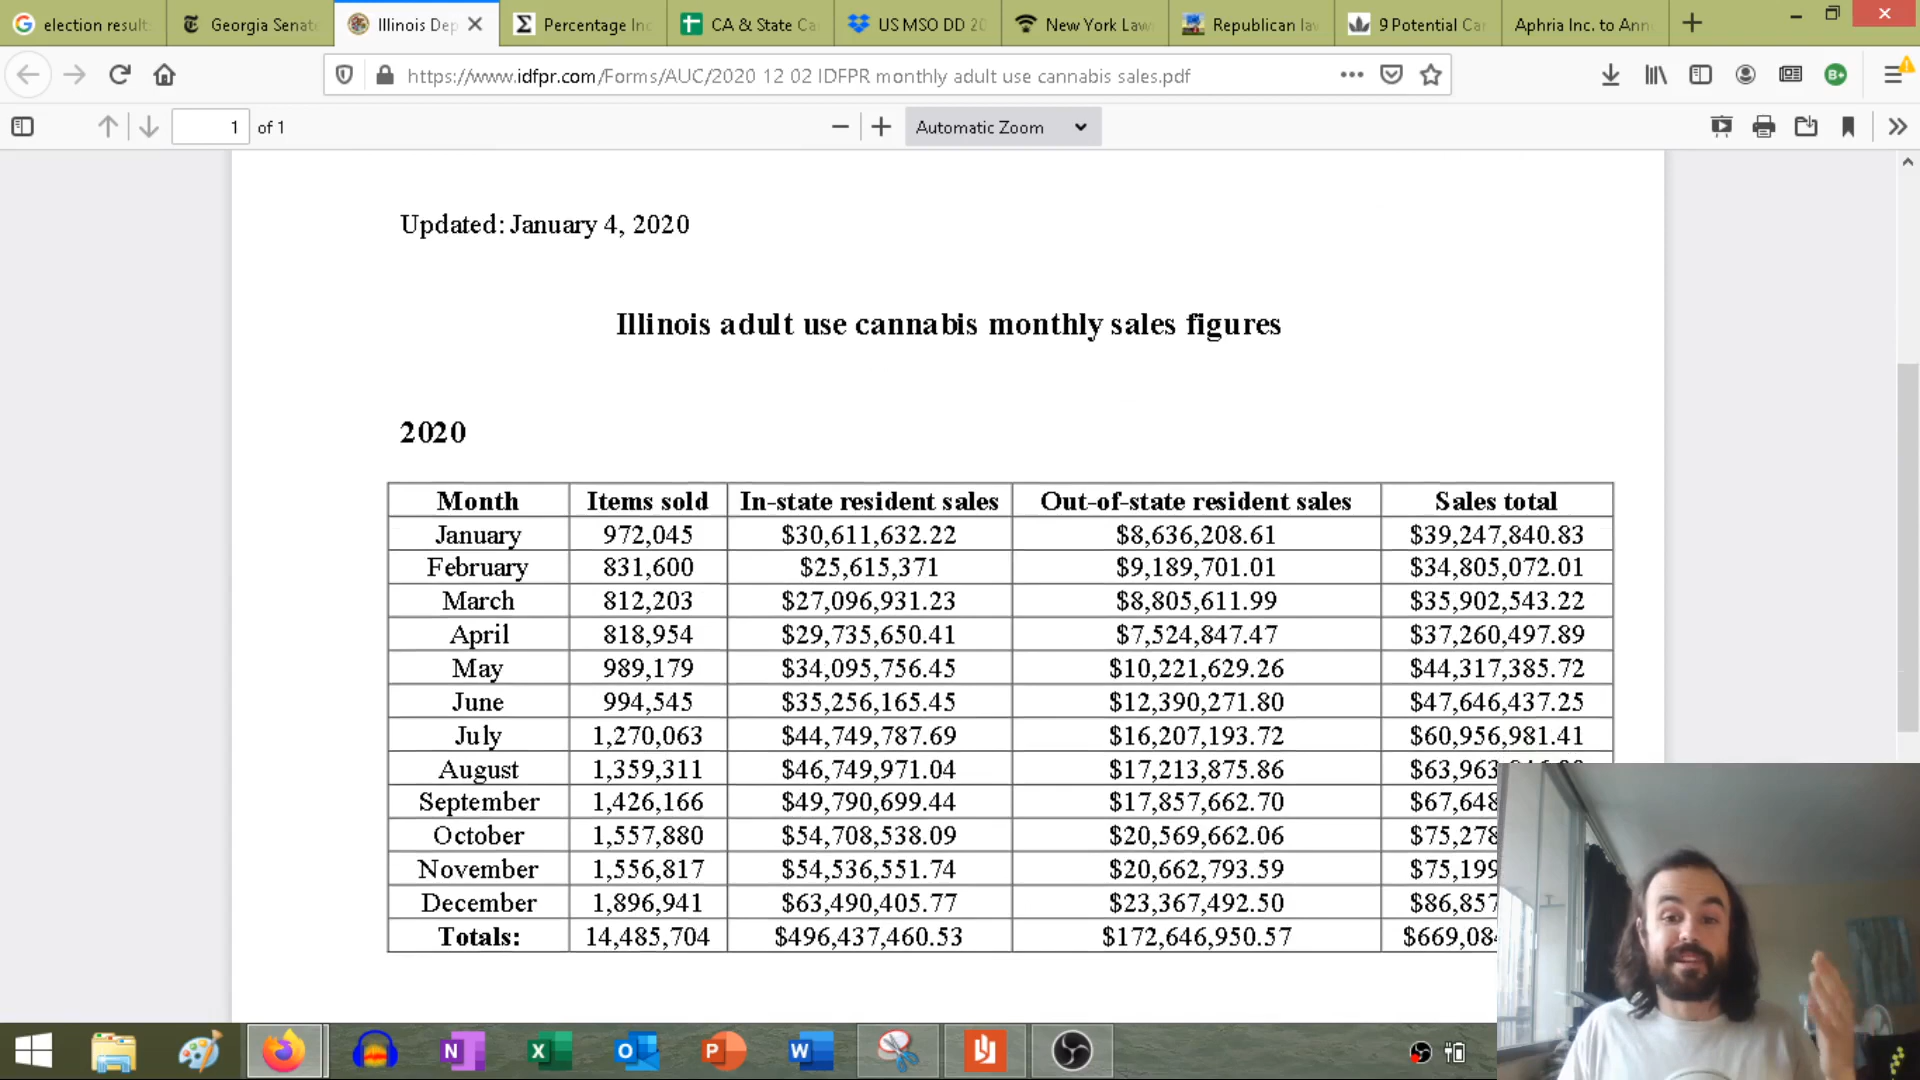 election result
Georgia Senat
Illinois Dep
Percentage Inc
CA & State Ca
US MSO DD 20
New York Law
Republican la
9 Potential Ca
Aphria Inc. to Ann
https://www.idfpr.com/Forms/AUC/2020 12 02 IDFPR monthly adult use cannabis sales.pdf
1 of 1
Automatic Zoom
Updated: January 4, 2020
Illinois adult use cannabis monthly sales figures
2020
Month Items sold In-state resident sales Out-of-state resident sales Sales total
January 972,045 $30,611,632.22 $8,636,208.61 $39,247,840.83
February 831,600 $25,615,371 $9,189,701.01 $34,805,072.01
March 812,203 $27,096,931.23 $8,805,611.99 $35,902,543.22
April 818,954 $29,735,650.41 $7,524,847.47 $37,260,497.89
May 989,179 $34,095,756.45 $10,221,629.26 $44,317,385.72
June 994,545 $35,256,165.45 $12,390,271.80 $47,646,437.25
July 1,270,063 $44,749,787.69 $16,207,193.72 $60,956,981.41
August 1,359,311 $46,749,971.04 $17,213,875.86 $63,963
September 1,426,166 $49,790,699.44 $17,857,662.70 $67,648
October 1,557,880 $54,708,538.09 $20,569,662.06 $75,278
November 1,556,817 $54,536,551.74 $20,662,793.59 $75,199
December 1,896,941 $63,490,405.77 $23,367,492.50 $86,857
Totals: 14,485,704 $496,437,460.53 $172,646,950.57 $669,08